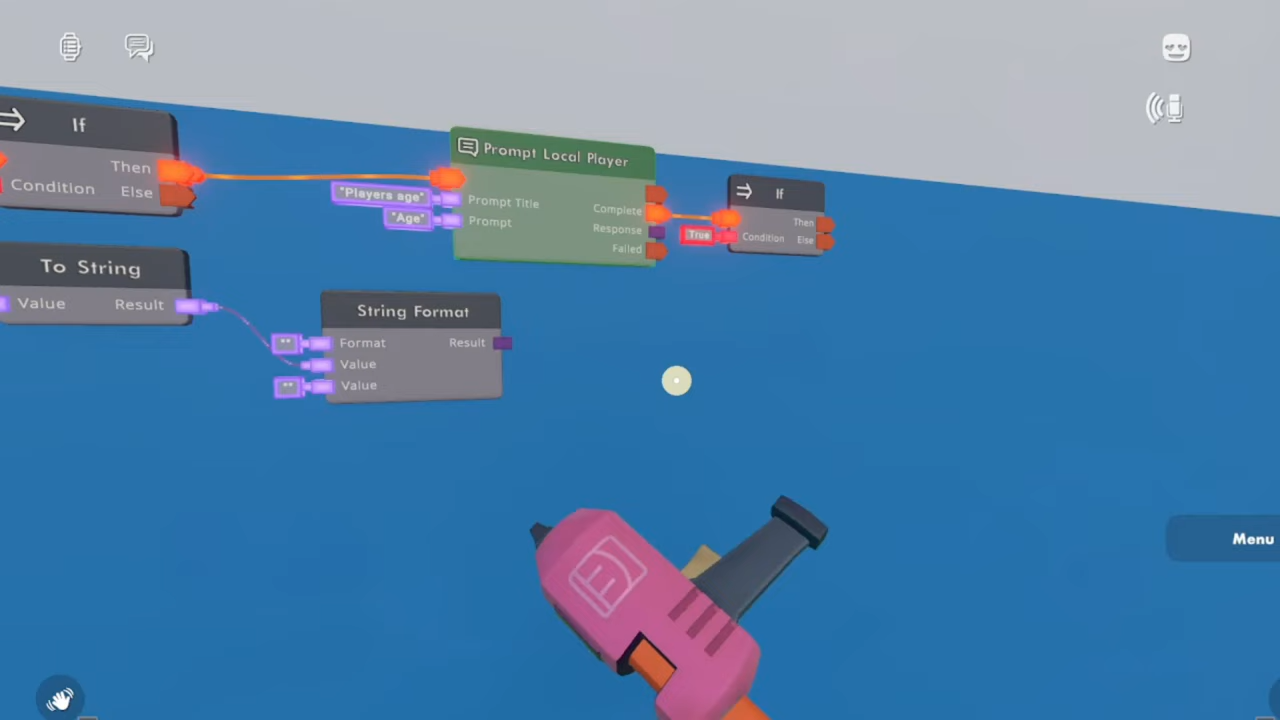 If
Then
Condition Else
Prompt Local Player
"Players age" Prompt Title
"Age" Prompt
Complete
Response
Failed
If
Then
True Condition Else
To String
Value Result
String Format
"" Format Result
Value
"" Value
Menu